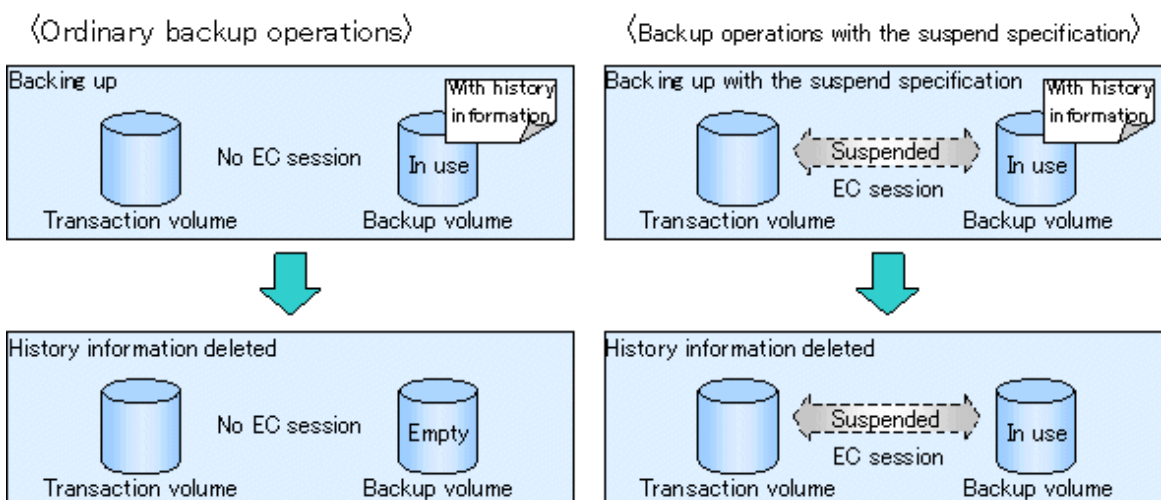 〈Ordinary backup operations〉
Backing up
With history
information
No EC session
In use
Transaction volume
Backup volume
History information deleted
No EC session
Empty
Transaction volume
Backup volume
〈Backup operations with the suspend specification〉
Backing up with the suspend specification
With history
information
Suspended
EC session
In use
Transaction volume
Backup volume
History information deleted
Suspended
EC session
In use
Transaction volume
Backup volume